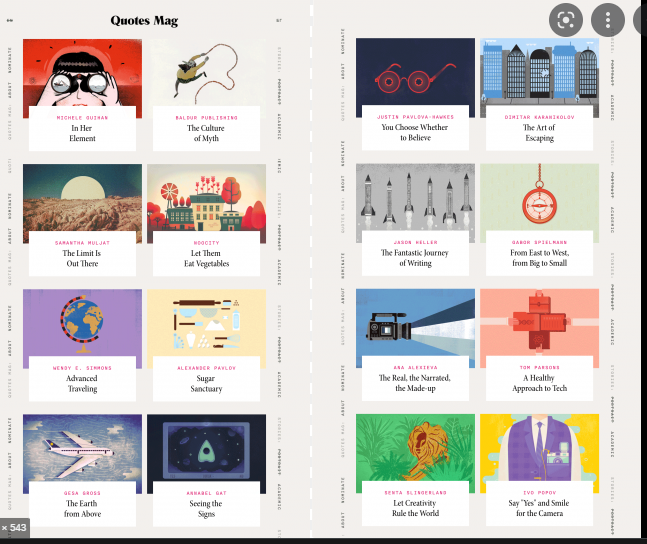 Quotes Mag
MICHELE GUIHAN
In Her
Element
BALDUR PUBLISHING
The Culture
of Myth
JUSTIN PAVLOVA-HAWKES
You Choose Whether
to Believe
DIMITAR KARANIKOLOV
The Art of
Escaping
SAMANTHA MULJAT
The Limit Is
Out There
Let Them
Eat Vegetables
JASON HELLER
The Fantastic Journey
of Writing
GABOR SPIELMANN
From East to West,
from Big to Small
WENDY E. SIMMONS
Advanced
Traveling
ALEXANDER PAVLOV
Sugar
Sanctuary
ANA ALEXIEVA
The Real, the Narrated,
the Made-up
TOM PARSONS
A Healthy
Approach to Tech
GESA GROSS
The Earth
from Above
ANNABEL GAT
Seeing the
Signs
SENTA SLINGERLAND
Let Creativity
Rule the World
IVO POPOV
Say "Yes" and Smile
for the Camera
× 543
NOMINATE
ABOUT
ACADEMIC